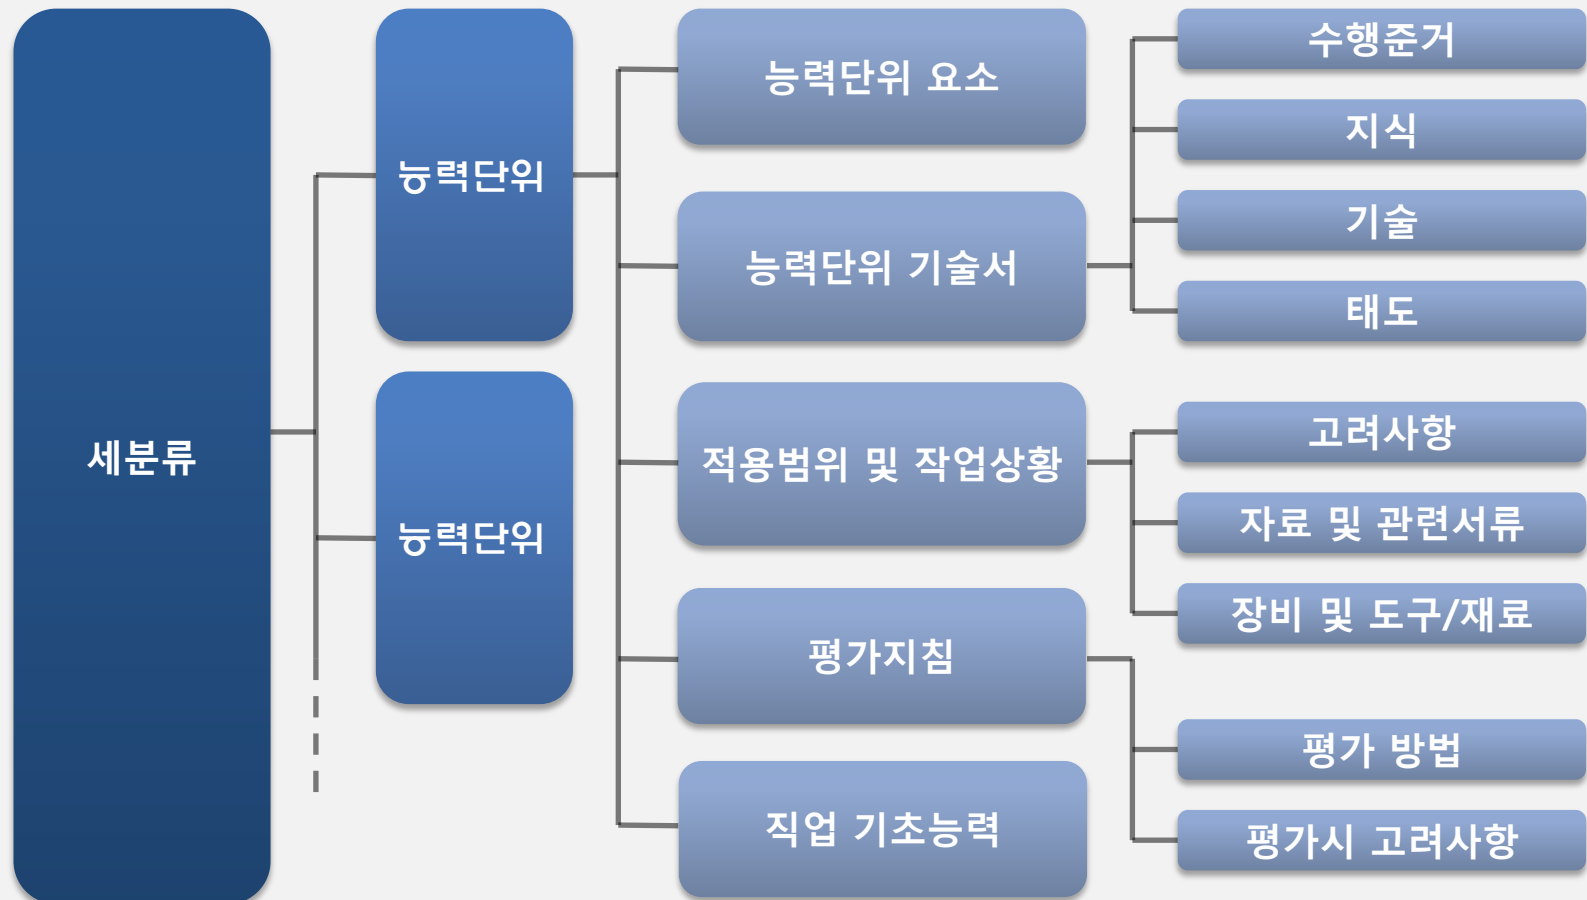 세분류
능력단위
능력단위
능력단위 요소
능력단위 기술서
적용범위 및 작업상황
평가지침
직업 기초능력
수행준거
지식
기술
태도
고려사항
자료 및 관련서류
장비 및 도구/재료
평가 방법
평가시 고려사항